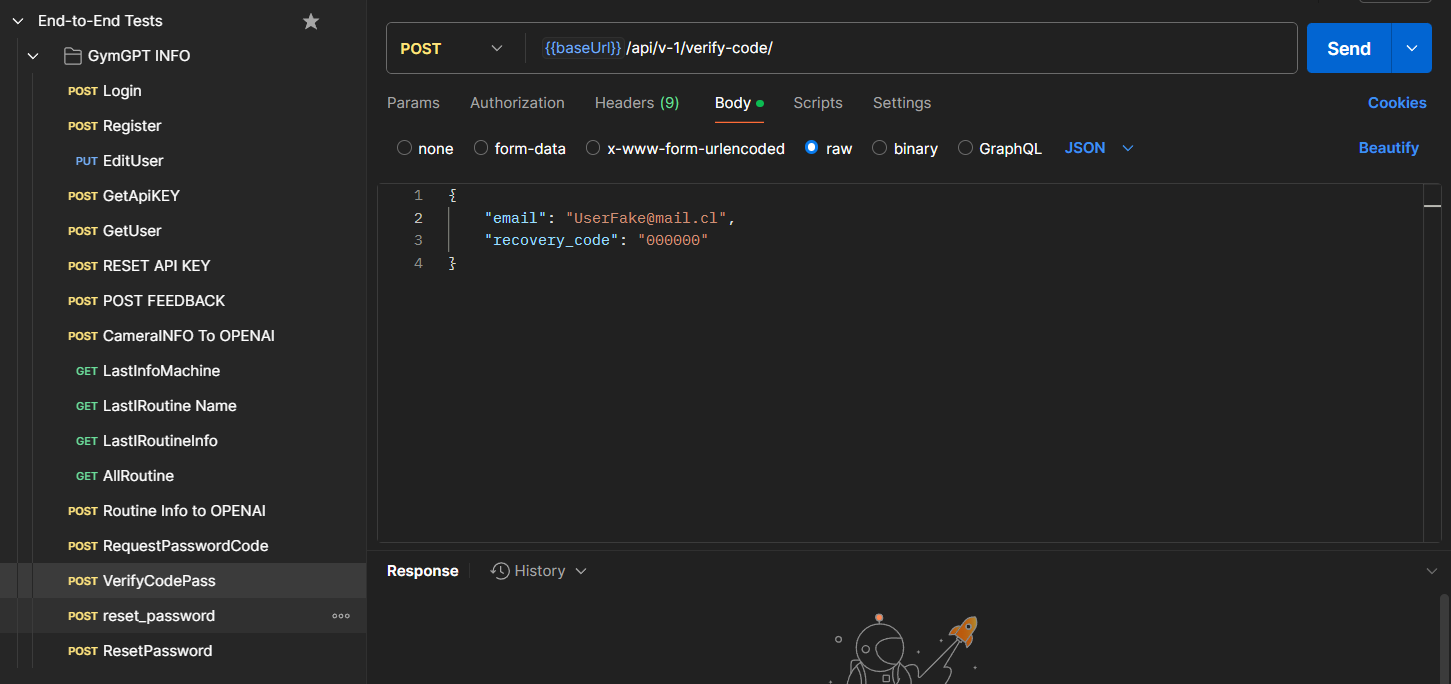 End-to-End Tests
GymGPT INFO
POST Login
POST Register
PUT EditUser
POST GetApiKEY
POST GetUser
POST RESET API KEY
POST POST FEEDBACK
POST CameraINFO To OPENAI
GET LastInfoMachine
GET LastIRoutine Name
GET LastIRoutineInfo
GET AllRoutine
POST Routine Info to OPENAI
POST RequestPasswordCode
POST VerifyCodePass
POST reset_password
POST ResetPassword
POST {{baseUrl}} /api/v-1/verify-code/ Send
Params Authorization Headers (9) Body Scripts Settings Cookies
none form-data x-www-form-urlencoded raw binary GraphQL JSON Beautify
1 {
2 "email": "UserFake@mail.cl",
3 "recovery_code": "000000"
4 }
Response History